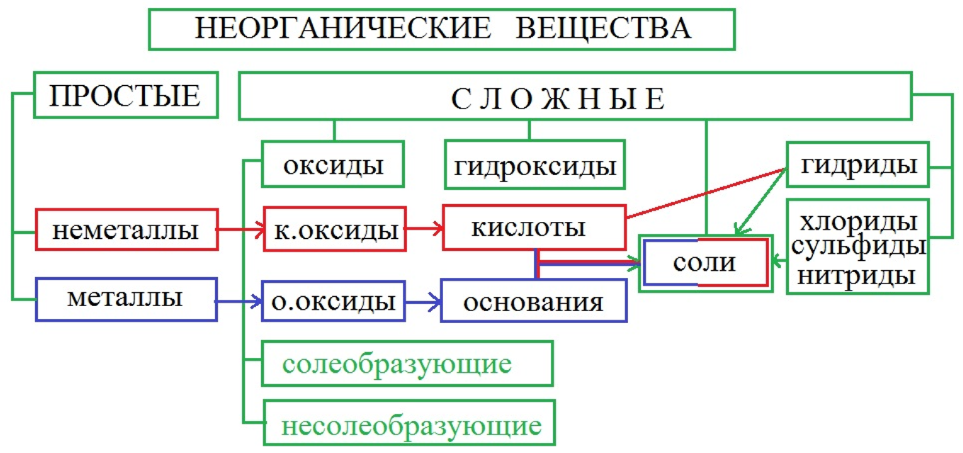 НЕОРГАНИЧЕСКИЕ ВЕЩЕСТВА
ПРОСТЫЕ
С Л О Ж Н Ы Е
оксиды
гидроксиды
гидриды
неметаллы
к.оксиды
кислоты
хлориды
сульфиды
нитриды
соли
металлы
о.оксиды
основания
солеобразующие
несолеобразующие